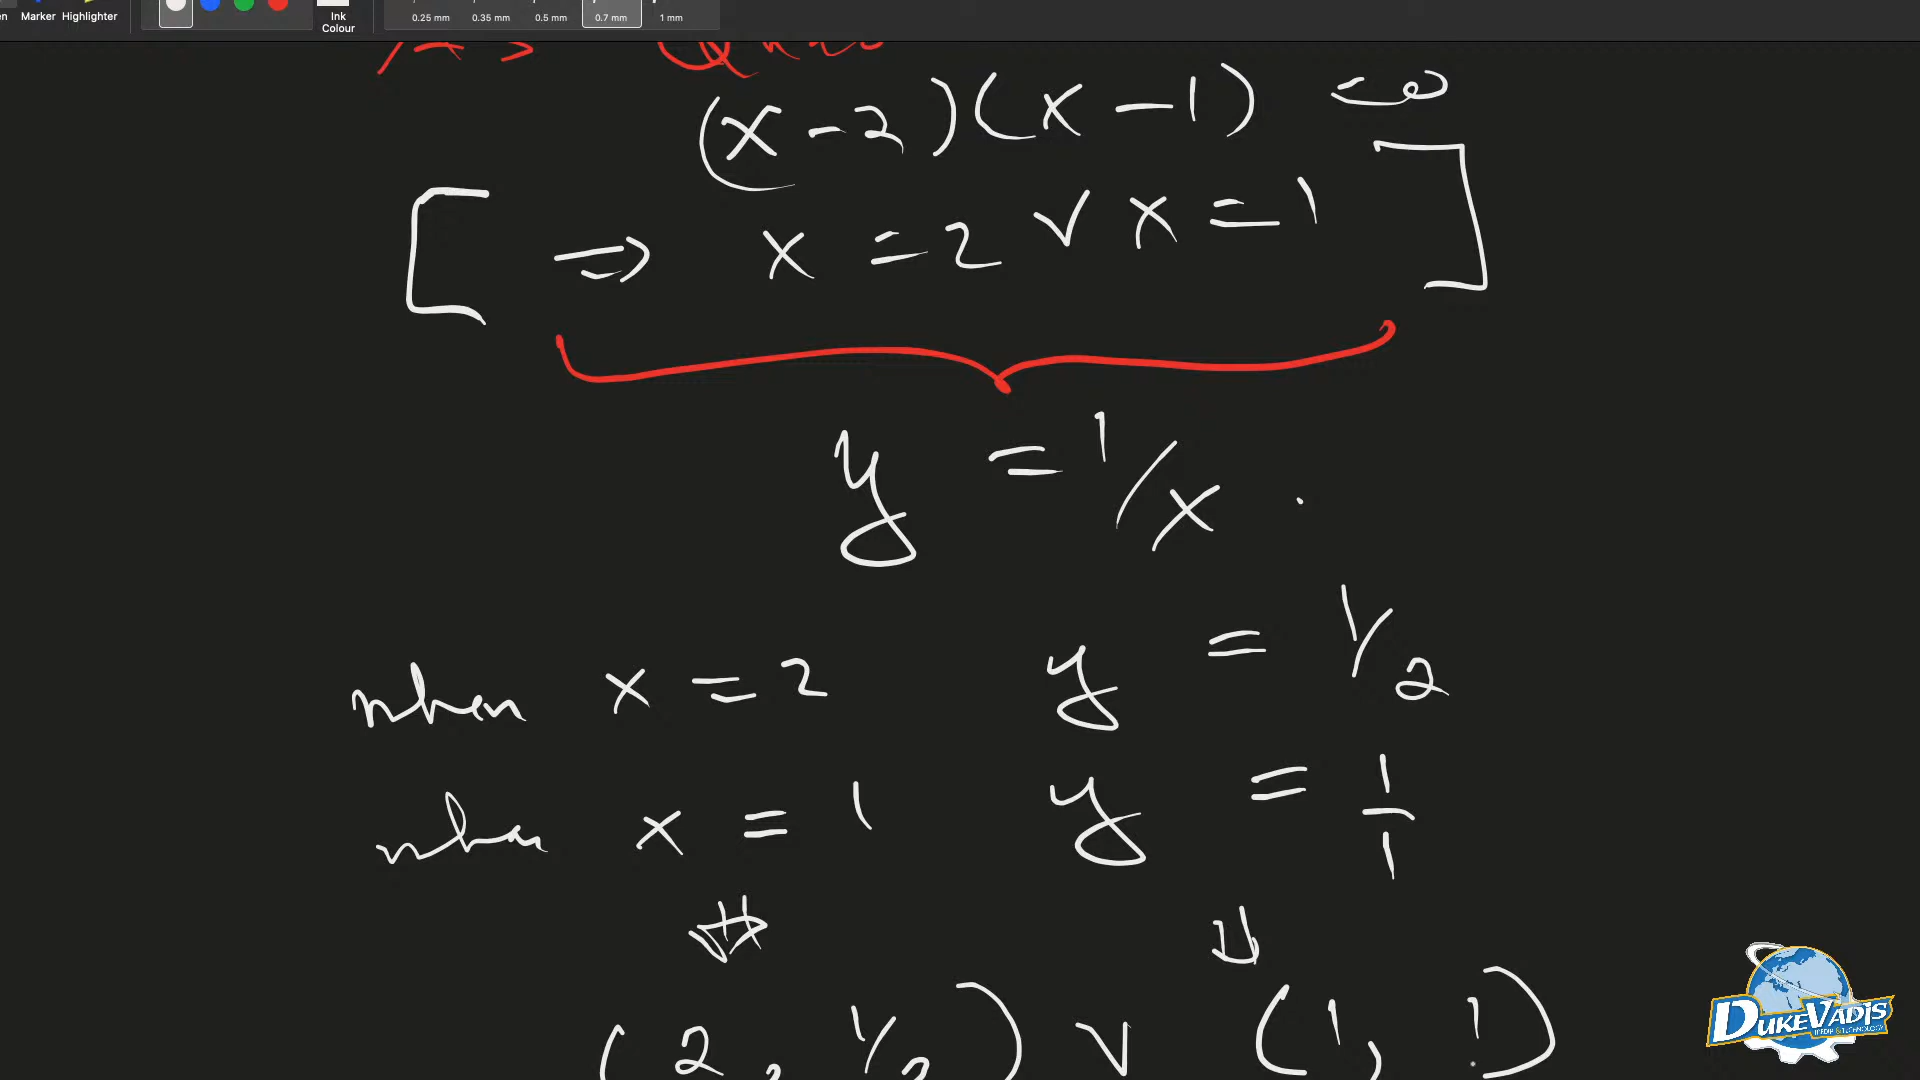 Marker Highlighter Ink Colour 0.25 mm 0.35 mm 0.5 mm 0.7 mm 1 mm
(x - 2)(x - 1) = 0
[ ⇒ x = 2 ∨ x = 1 ]
y = 1/x .
when x = 2 y = 1/2
when x = 1 y = 1/1
(2, 1/2) ∨ (1, 1)
DUKEVADIS
MEDIA & TECHNOLOGY